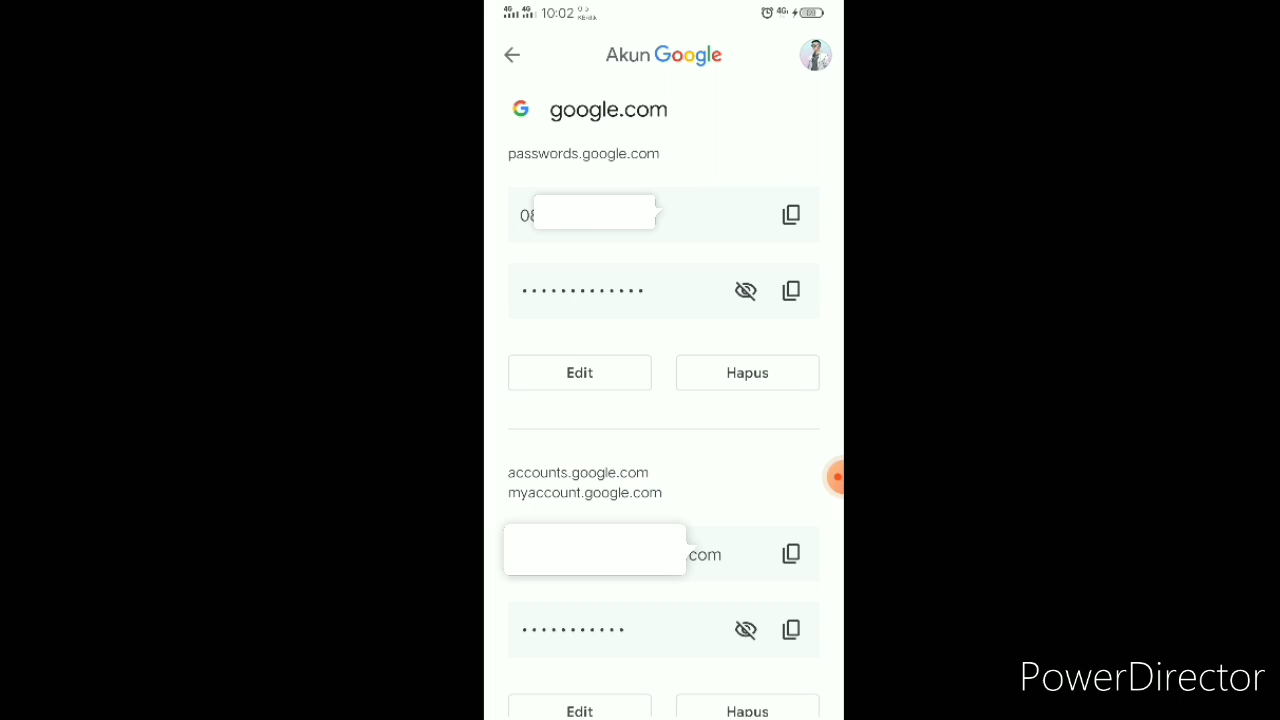 10:02
4G
Akun Google
google.com
passwords.google.com
08
.............
Edit
Hapus
accounts.google.com
myaccount.google.com
com
...........
Edit
Hapus
PowerDirector